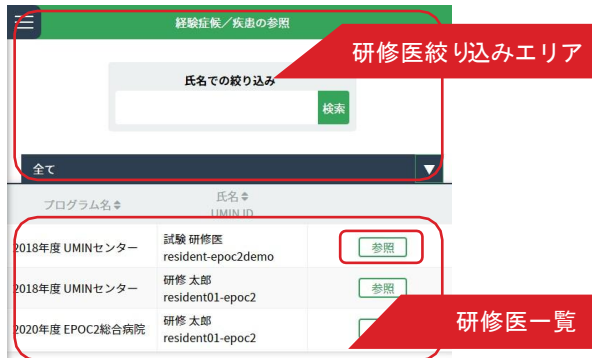 経験症候／疾患の参照
研修医絞り込みエリア
氏名での絞り込み
検索
全て
プログラム名
氏名
UMIN ID
2018年度 UMINセンター
試験 研修医
resident-epoc2demo
参照
2018年度 UMINセンター
研修 太郎
resident01-epoc2
参照
2020年度 EPOC2総合病院
研修 太郎
resident01-epoc2
研修医一覧